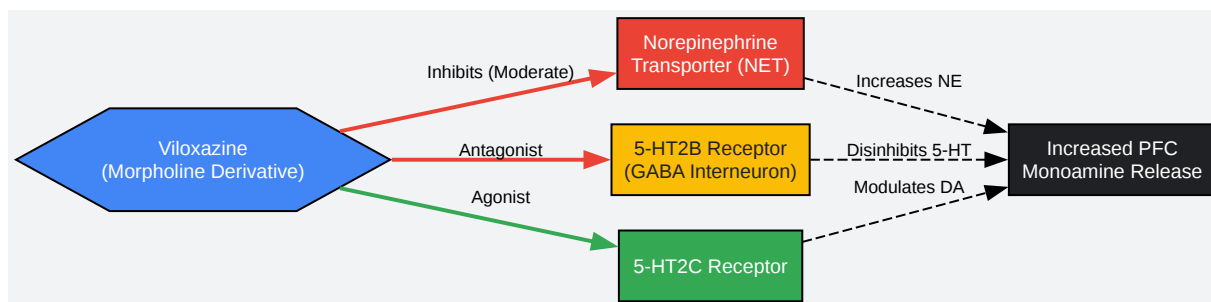 Viloxazine
(Morpholine Derivative)
Inhibits (Moderate)
Antagonist
Agonist
Norepinephrine
Transporter (NET)
5-HT2B Receptor
(GABA Interneuron)
5-HT2C Receptor
Increases NE
Disinhibits 5-HT
Modulates DA
Increased PFC
Monoamine Release